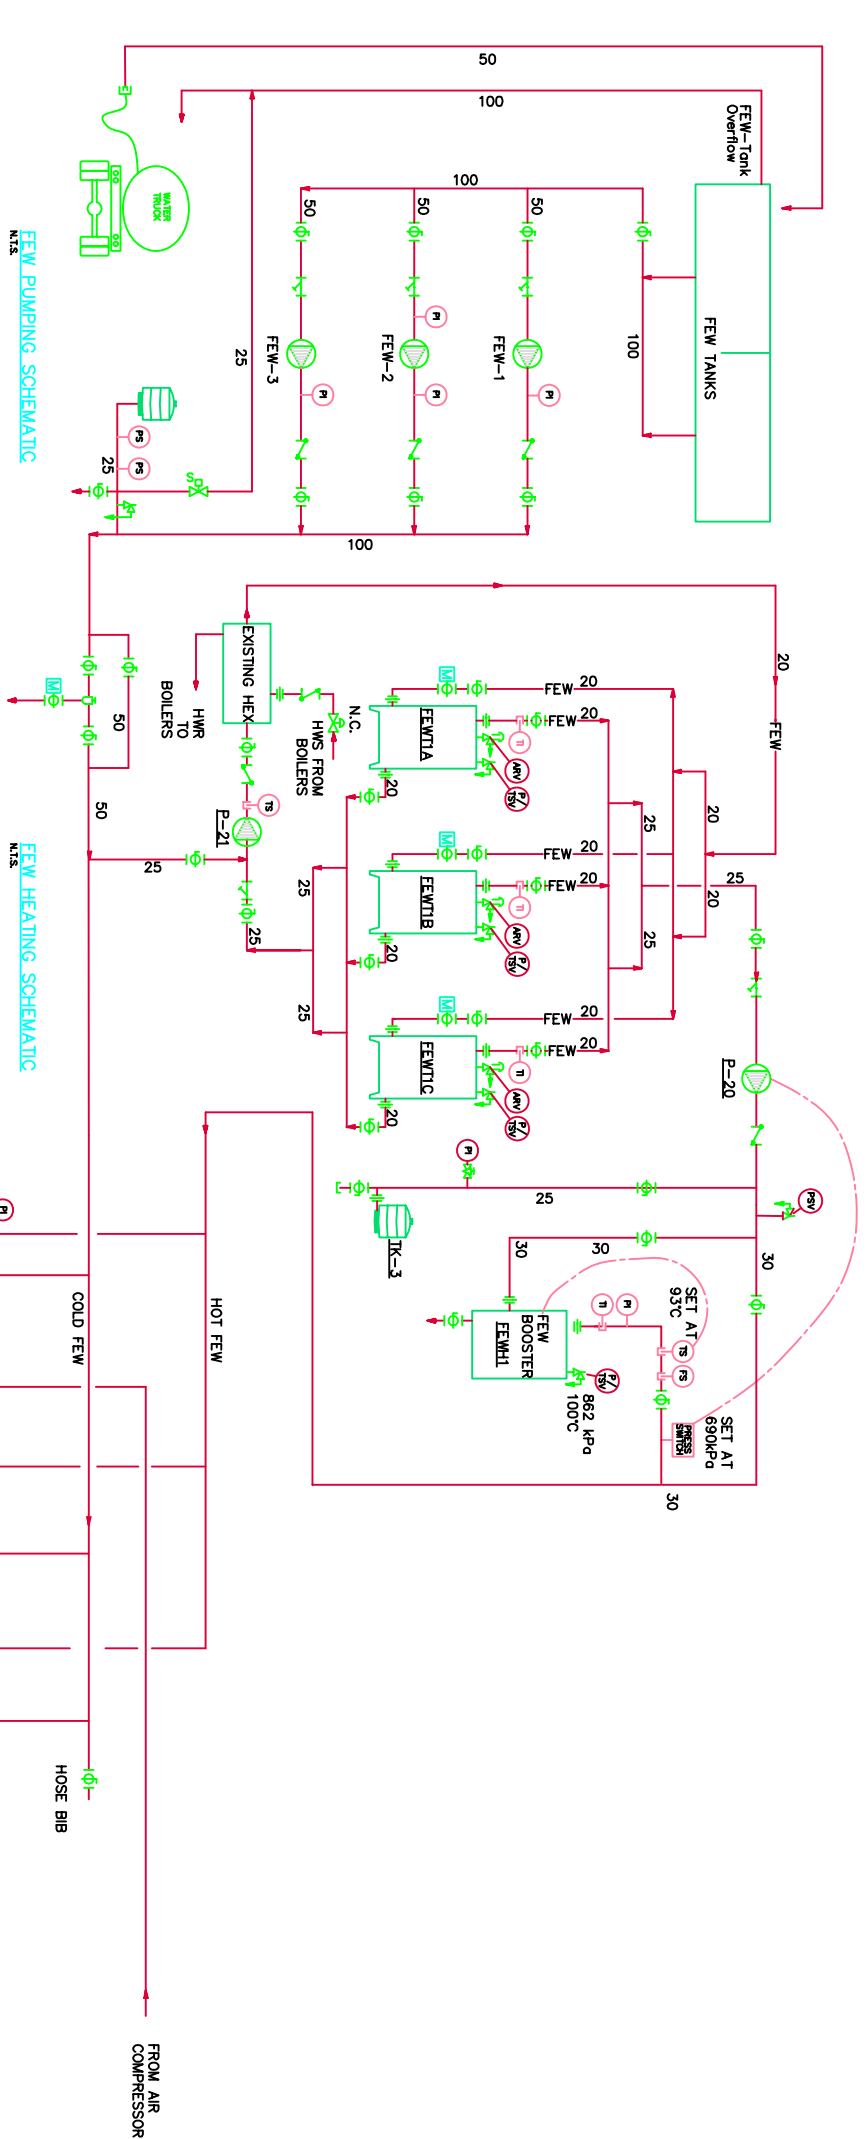 50
100
FEW-Tank
Overflow
WATER
TRUCK
FEW PUMPING SCHEMATIC
N.T.S.
100
50
50
50
25
FEW-3
FEW-2
FEW-1
100
FEW TANKS
PI
PI
PI
PI
PS
PS
25
S
100
20
FEW
EXISTING HEX
HWR
TO
BOILERS
HWS FROM
BOILERS
N.C.
M
FEW
20
FEW
20
FEWT1A
TI
ARV
P/
TSV
20
TS
P-21
M
50
50
25
25
25
25
M
FEW
20
FEW
20
FEWT1B
TI
ARV
P/
TSV
20
20
20
25
25
25
M
FEW
20
FEW
20
FEWT1C
TI
ARV
P/
TSV
20
P-20
FEW HEATING SCHEMATIC
N.T.S.
PI
25
TK-3
PSV
30
30
30
PI
COLD FEW
HOT FEW
FEW
BOOSTER
FEWH1
TI
PI
SET AT
93°C
TS
FS
P/
TSV
862 kPa
100°C
PRESS
SWITCH
SET AT
690kPa
30
HOSE BIB
FROM AIR
COMPRESSOR